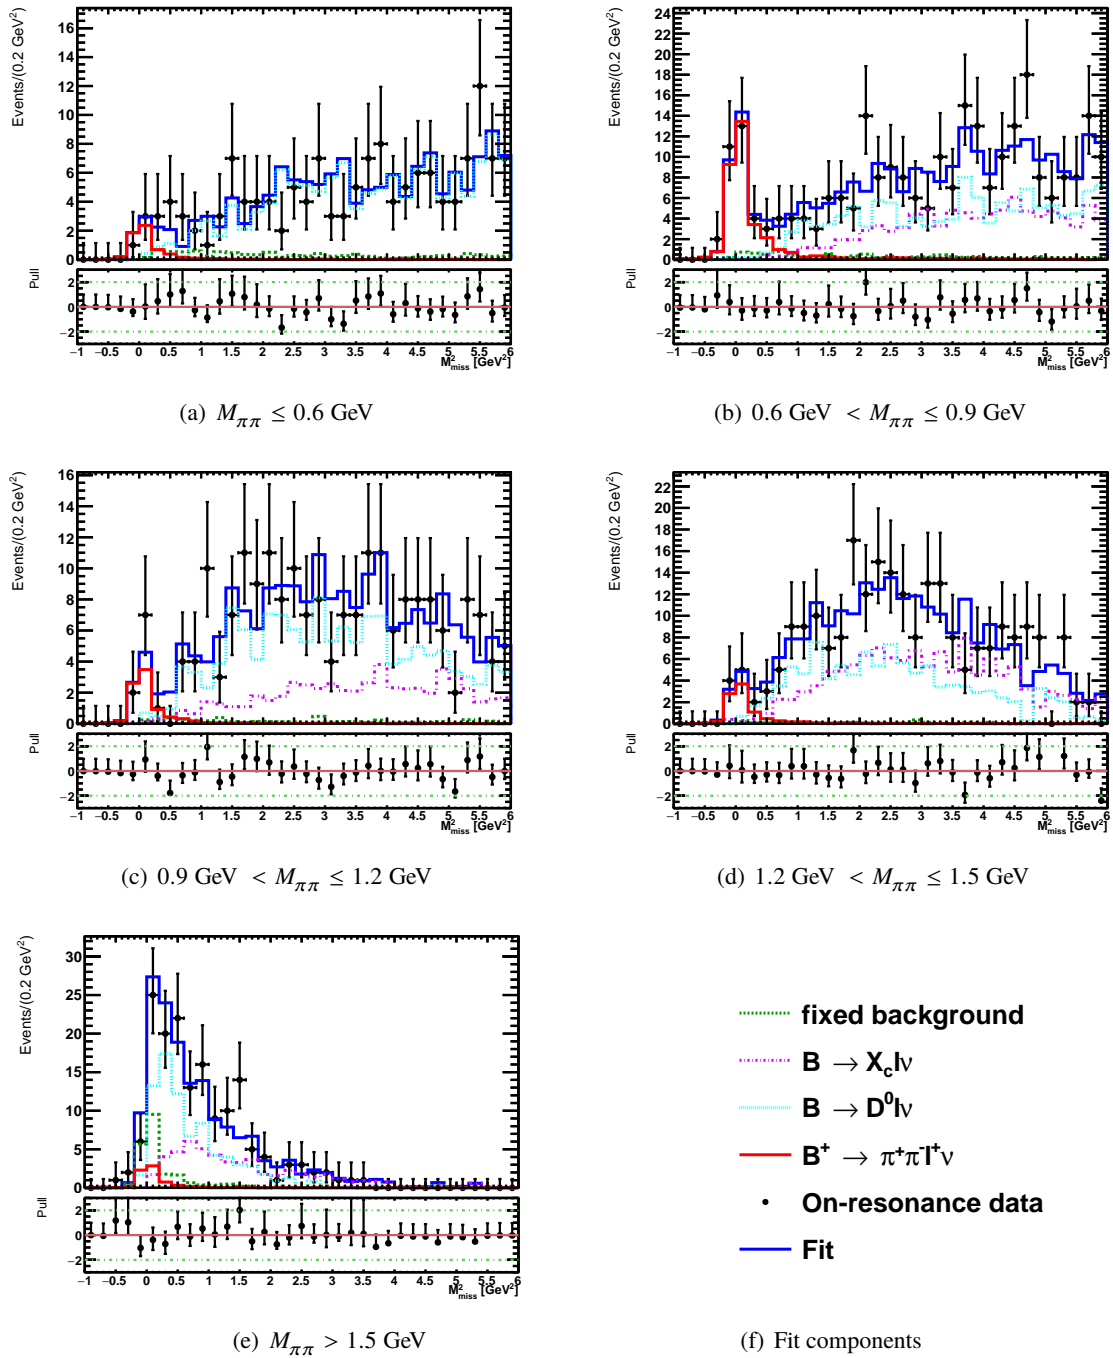 Events/(0.2 GeV²)
16
14
12
10
8
6
4
2
0
Pull
2
0
−2
−1 −0.5 0 0.5 1 1.5 2 2.5 3 3.5 4 4.5 5 5.5 6
M²miss [GeV²]
(a) Mππ ≤ 0.6 GeV
Events/(0.2 GeV²)
24
22
20
18
16
14
12
10
8
6
4
2
0
Pull
2
0
−2
−1 −0.5 0 0.5 1 1.5 2 2.5 3 3.5 4 4.5 5 5.5 6
M²miss [GeV²]
(b) 0.6 GeV < Mππ ≤ 0.9 GeV
Events/(0.2 GeV²)
16
14
12
10
8
6
4
2
0
Pull
2
0
−2
−1 −0.5 0 0.5 1 1.5 2 2.5 3 3.5 4 4.5 5 5.5 6
M²miss [GeV²]
(c) 0.9 GeV < Mππ ≤ 1.2 GeV
Events/(0.2 GeV²)
22
20
18
16
14
12
10
8
6
4
2
0
Pull
2
0
−2
−1 −0.5 0 0.5 1 1.5 2 2.5 3 3.5 4 4.5 5 5.5 6
M²miss [GeV²]
(d) 1.2 GeV < Mππ ≤ 1.5 GeV
Events/(0.2 GeV²)
30
25
20
15
10
5
0
Pull
2
0
−2
−1 −0.5 0 0.5 1 1.5 2 2.5 3 3.5 4 4.5 5 5.5 6
M²miss [GeV²]
(e) Mππ > 1.5 GeV
fixed background
B → X_c lν
B → D⁰lν
B⁺ → π⁺π⁻l⁺ν
On-resonance data
Fit
(f) Fit components